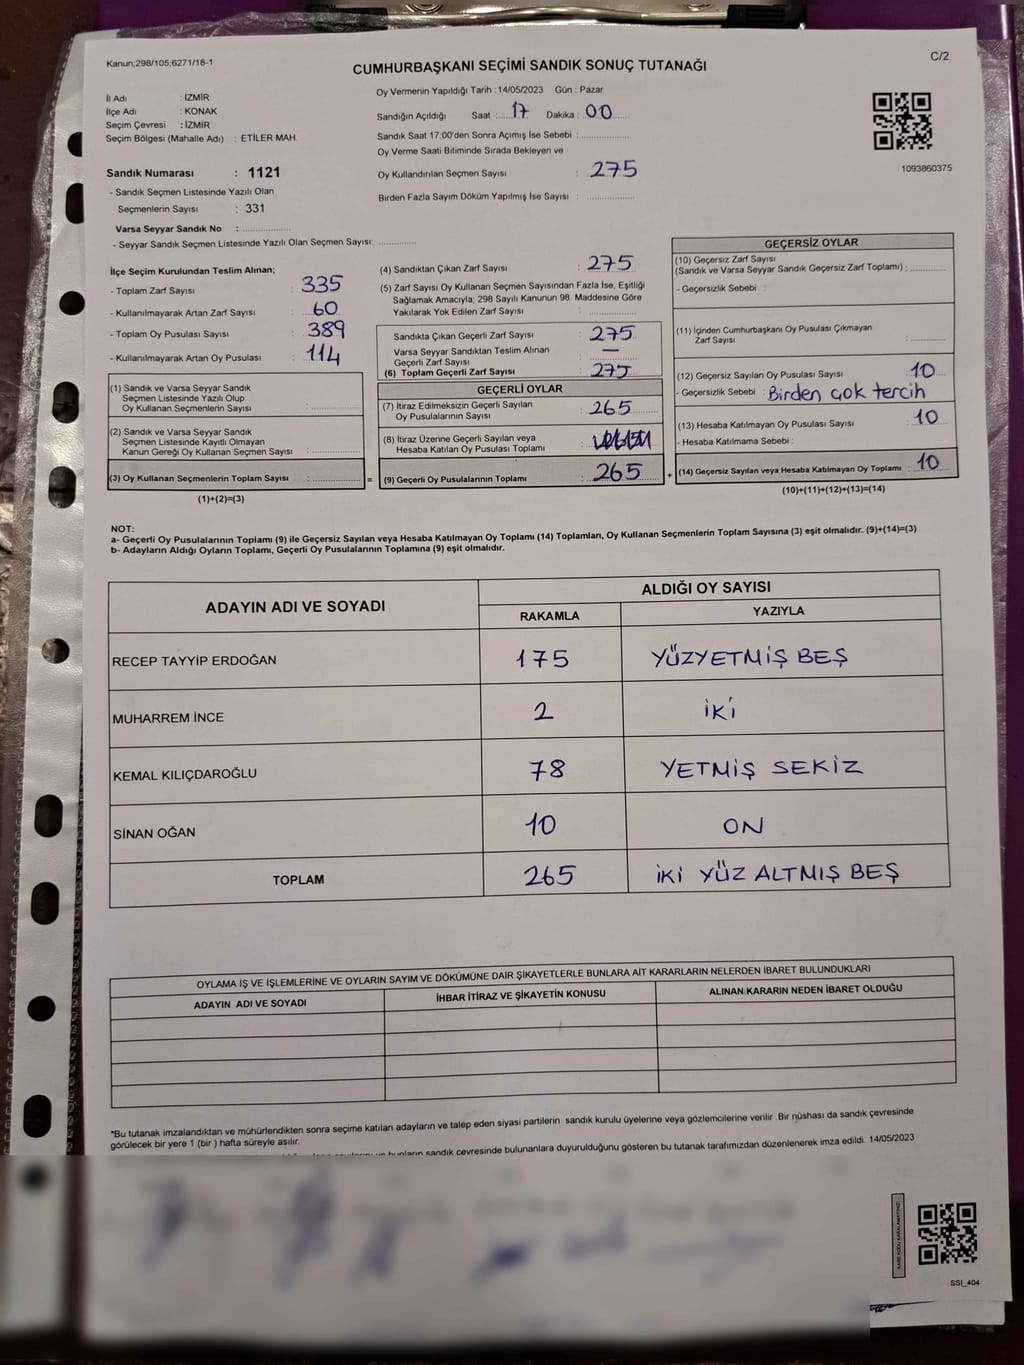 Kanun;298/105;6271/18-1
C/2
CUMHURBAŞKANI SEÇİMİ SANDIK SONUÇ TUTANAĞI
İl Adı : İZMİR
İlçe Adı : KONAK
Seçim Çevresi : İZMİR
Seçim Bölgesi (Mahalle Adı) : ETİLER MAH.
Sandık Numarası : 1121
- Sandık Seçmen Listesinde Yazılı Olan
Seçmenlerin Sayısı : 331
Varsa Seyyar Sandık No : ................
- Seyyar Sandık Seçmen Listesinde Yazılı Olan Seçmen Sayısı: ............
Oy Vermenin Yapıldığı Tarih : 14/05/2023 Gün : Pazar
Sandığın Açıldığı Saat : 17 Dakika : 00
Sandık Saat 17:00'den Sonra Açımış İse Sebebi : ................
Oy Verme Saati Bitiminde Sırada Bekleyen ve
Oy Kullandırılan Seçmen Sayısı : 275
Birden Fazla Sayım Döküm Yapılmış İse Sayısı : ................
1093860375
İlçe Seçim Kurulundan Teslim Alınan;
- Toplam Zarf Sayısı : 335
- Kullanılmayarak Artan Zarf Sayısı : 60
- Toplam Oy Pusulası Sayısı : 389
- Kullanılmayarak Artan Oy Pusulası : 114
(1) Sandık ve Varsa Seyyar Sandık
Seçmen Listesinde Yazılı Olup
Oy Kullanan Seçmenlerin Sayısı : ................
(2) Sandık ve Varsa Seyyar Sandık
Seçmen Listesinde Kayıtlı Olmayan
Kanun Gereği Oy Kullanan Seçmen Sayısı : ................
(3) Oy Kullanan Seçmenlerin Toplam Sayısı : ................
(1)+(2)=(3)
=
(4) Sandıktan Çıkan Zarf Sayısı : 275
(5) Zarf Sayısı Oy Kullanan Seçmen Sayısından Fazla İse, Eşitliği
Sağlamak Amacıyla; 298 Sayılı Kanunun 98. Maddesine Göre
Yakılarak Yok Edilen Zarf Sayısı : ................
Sandıkta Çıkan Geçerli Zarf Sayısı : 275
Varsa Seyyar Sandıktan Teslim Alınan
Geçerli Zarf Sayısı : —
(6) Toplam Geçerli Zarf Sayısı : 275
GEÇERLİ OYLAR
(7) İtiraz Edilmeksizin Geçerli Sayılan
Oy Pusulalarının Sayısı : 265
(8) İtiraz Üzerine Geçerli Sayılan veya
Hesaba Katılan Oy Pusulası Toplamı :
(9) Geçerli Oy Pusulalarının Toplamı : 265
+
GEÇERSİZ OYLAR
(10) Geçersiz Zarf Sayısı
(Sandık ve Varsa Seyyar Sandık Geçersiz Zarf Toplamı) : ............
- Geçersizlik Sebebi :
(11) İçinden Cumhurbaşkanı Oy Pusulası Çıkmayan
Zarf Sayısı : ............
(12) Geçersiz Sayılan Oy Pusulası Sayısı : 10
- Geçersizlik Sebebi : Birden çok tercih
(13) Hesaba Katılmayan Oy Pusulası Sayısı : 10
- Hesaba Katılmama Sebebi :
(14) Geçersiz Sayılan veya Hesaba Katılmayan Oy Toplamı : 10
(10)+(11)+(12)+(13)=(14)
NOT:
a- Geçerli Oy Pusulalarının Toplamı (9) ile Geçersiz Sayılan veya Hesaba Katılmayan Oy Toplamı (14) Toplamları, Oy Kullanan Seçmenlerin Toplam Sayısına (3) eşit olmalıdır. (9)+(14)=(3)
b- Adayların Aldığı Oyların Toplamı, Geçerli Oy Pusulalarının Toplamına (9) eşit olmalıdır.
ADAYIN ADI VE SOYADI
ALDIĞI OY SAYISI
RAKAMLA YAZIYLA
RECEP TAYYİP ERDOĞAN 175 YÜZYETMİŞ BEŞ
MUHARREM İNCE 2 İKİ
KEMAL KILIÇDAROĞLU 78 YETMİŞ SEKİZ
SİNAN OĞAN 10 ON
TOPLAM 265 İKİ YÜZ ALTMIŞ BEŞ
OYLAMA İŞ VE İŞLEMLERİNE VE OYLARIN SAYIM VE DÖKÜMÜNE DAİR ŞİKAYETLERLE BUNLARA AİT KARARLARIN NELERDEN İBARET BULUNDUKLARI
ADAYIN ADI VE SOYADI İHBAR İTİRAZ VE ŞİKAYETİN KONUSU ALINAN KARARIN NEDEN İBARET OLDUĞU
*Bu tutanak imzalandıktan ve mühürlendikten sonra seçime katılan adayların ve talep eden siyasi partilerin sandık kurulu üyelerine veya gözlemcilerine verilir .Bir nüshası da sandık çevresinde
görülecek bir yere 1 (bir ) hafta süreyle asılır.
sandık çevresinde bulunanlara duyurulduğunu gösteren bu tutanak tarafımızdan düzenlenerek imza edildi. 14/05/2023
SSI_404